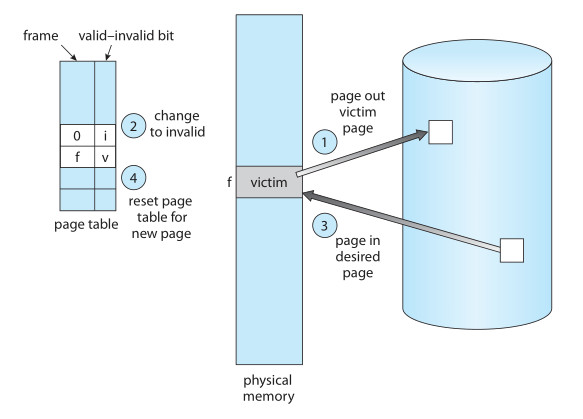 frame
valid–invalid bit
0 i
f v
2
change
to invalid
4
reset page
table for
new page
page table
f
victim
physical
memory
page out
victim
page
1
3
page in
desired
page